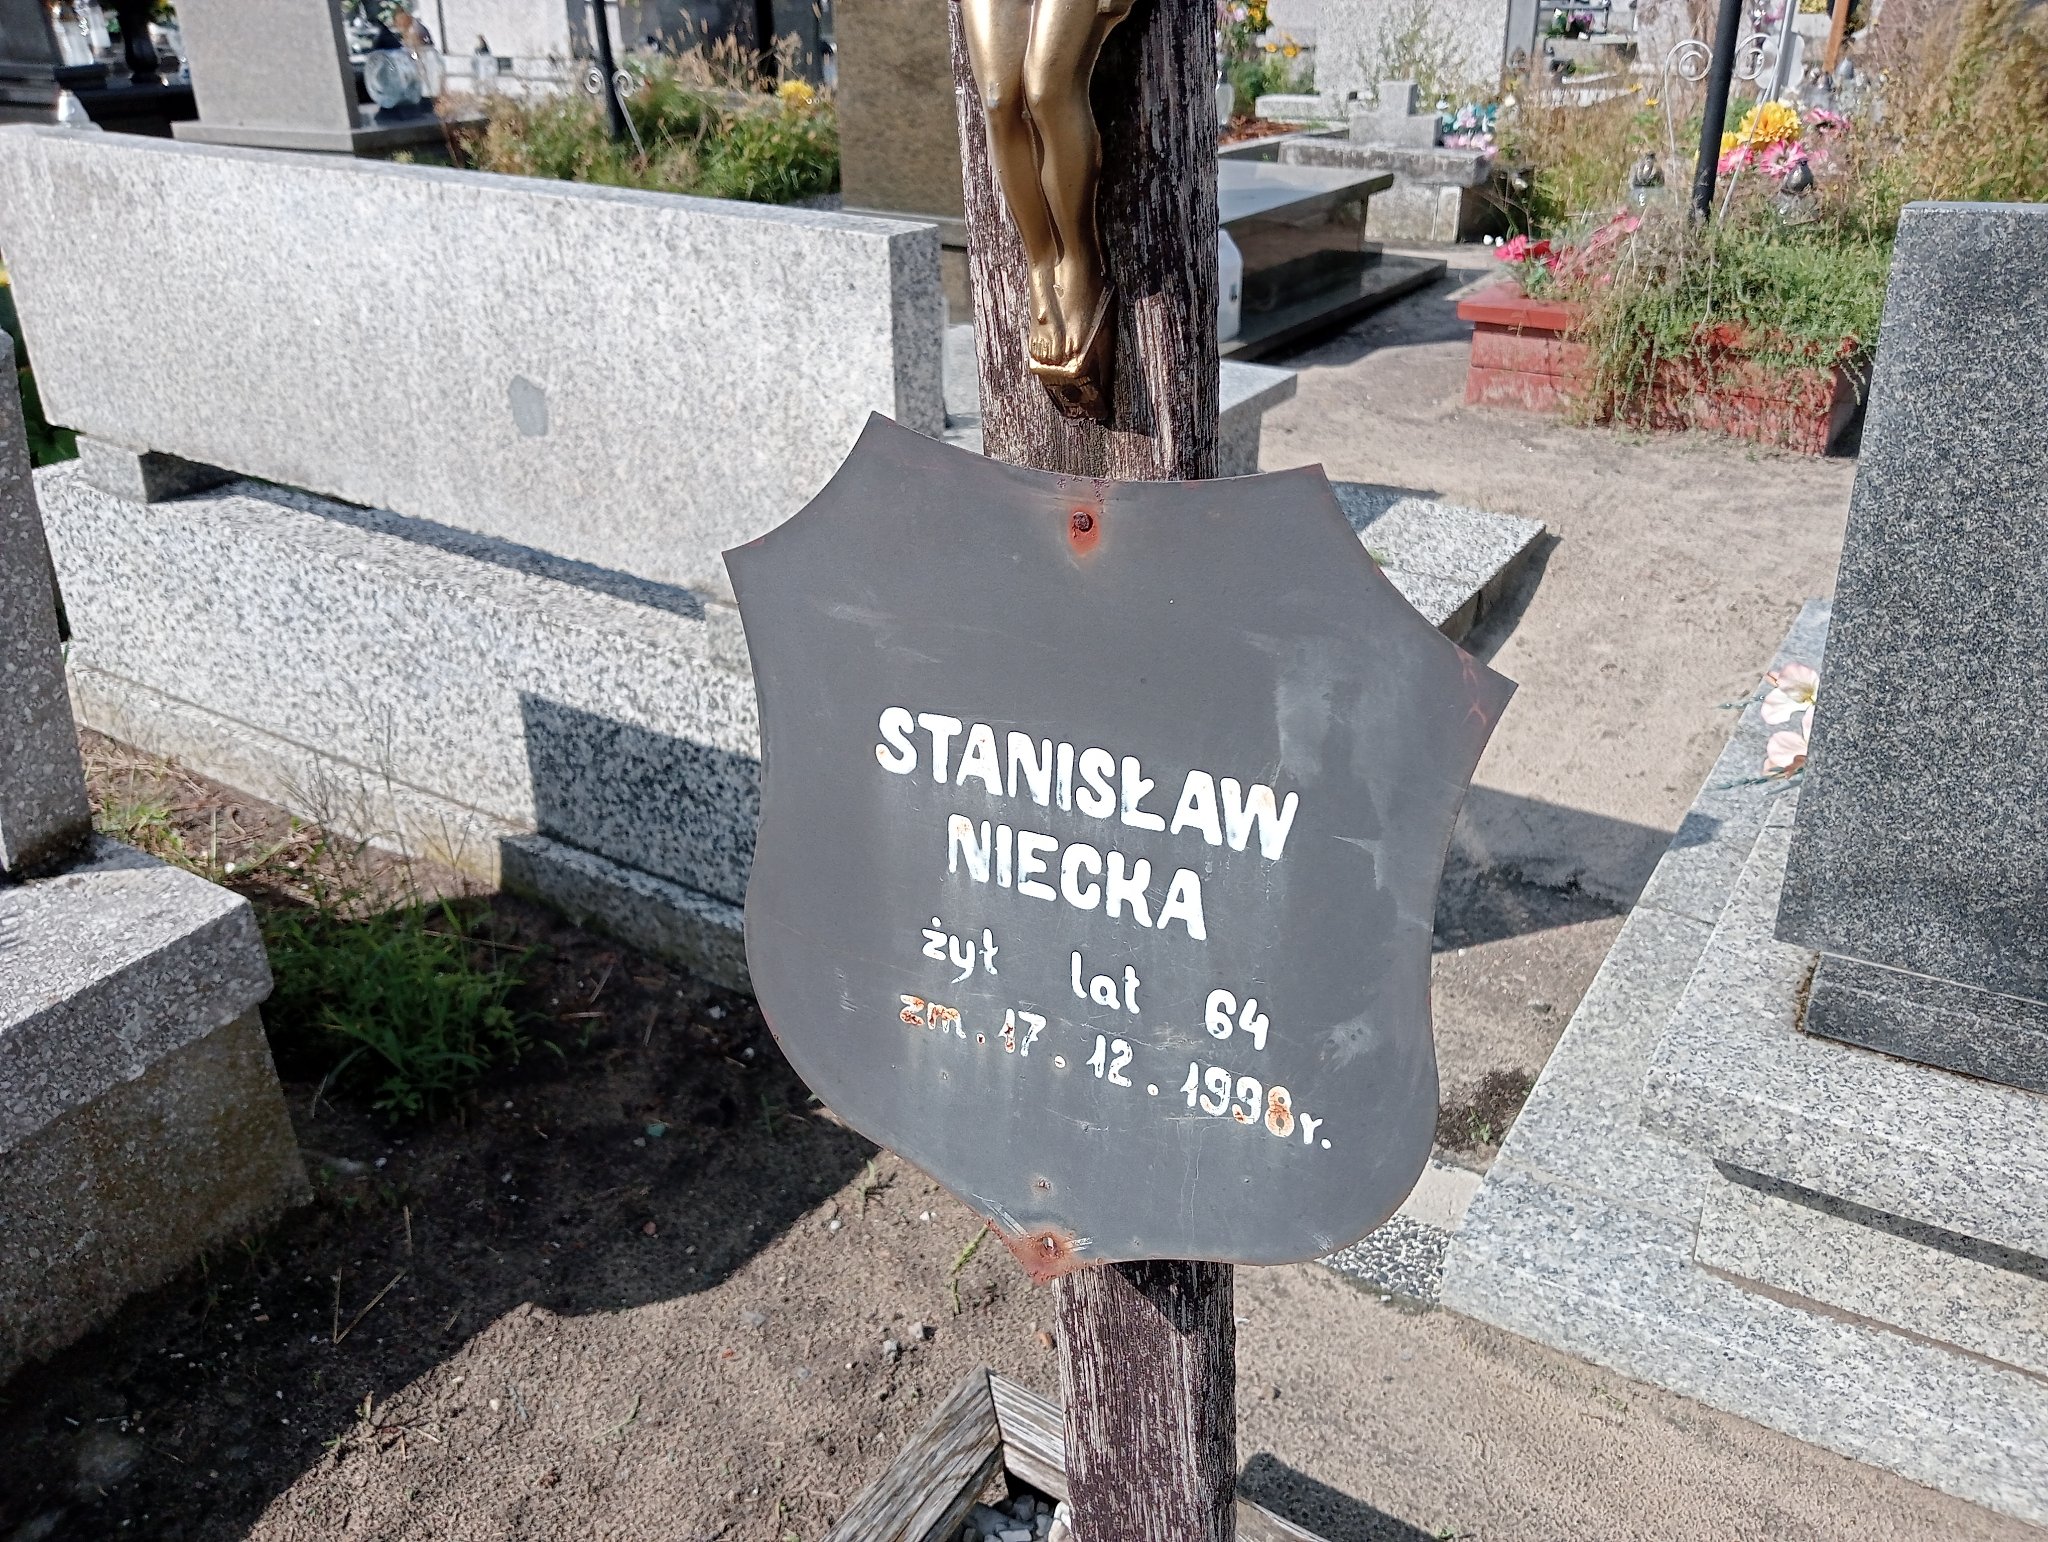 STANISŁAW
NIECKA
żył lat 64
zm. 17. 12. 1998r.